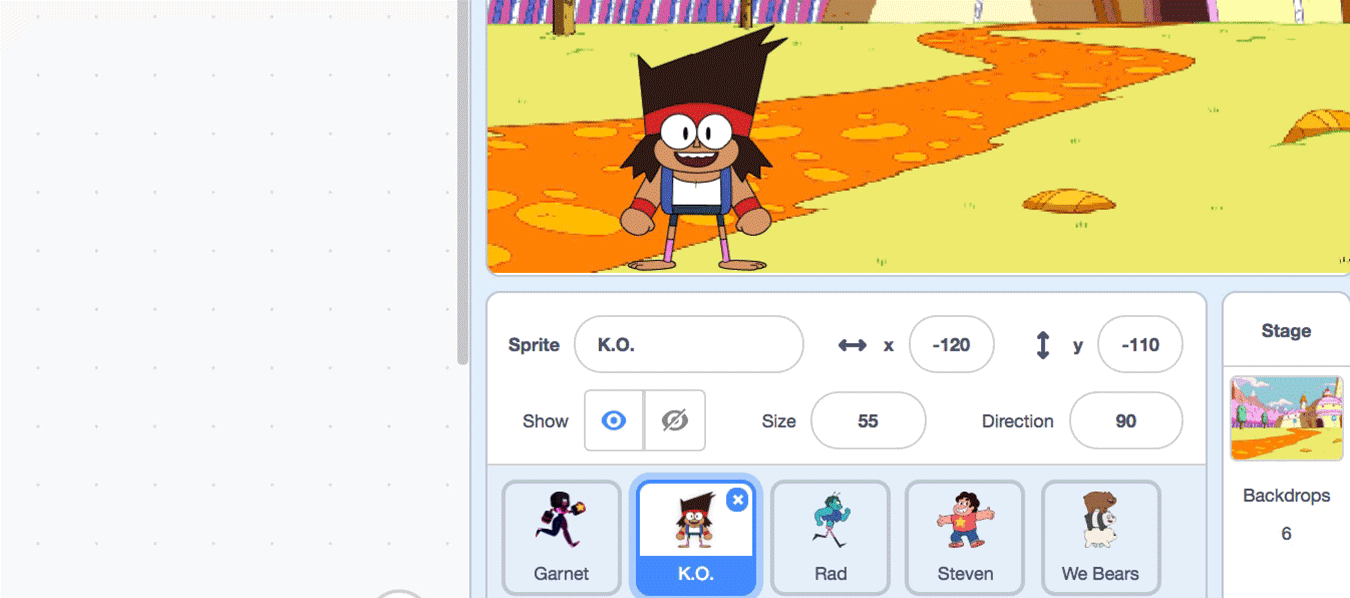 Sprite K.O. x -120 y -110
Show Size 55 Direction 90
Garnet K.O. Rad Steven We Bears
Stage
Backdrops
6